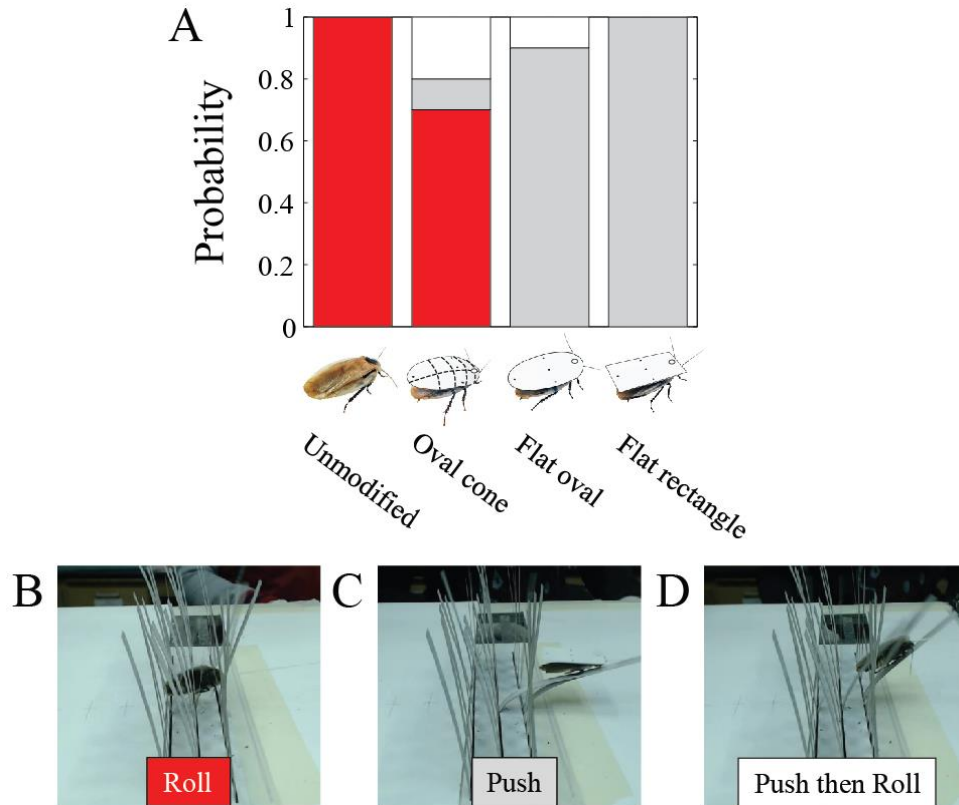 A
Probability
1
0.8
0.6
0.4
0.2
0
Unmodified
Oval cone
Flat oval
Flat rectangle
B
Roll
C
Push
D
Push then Roll